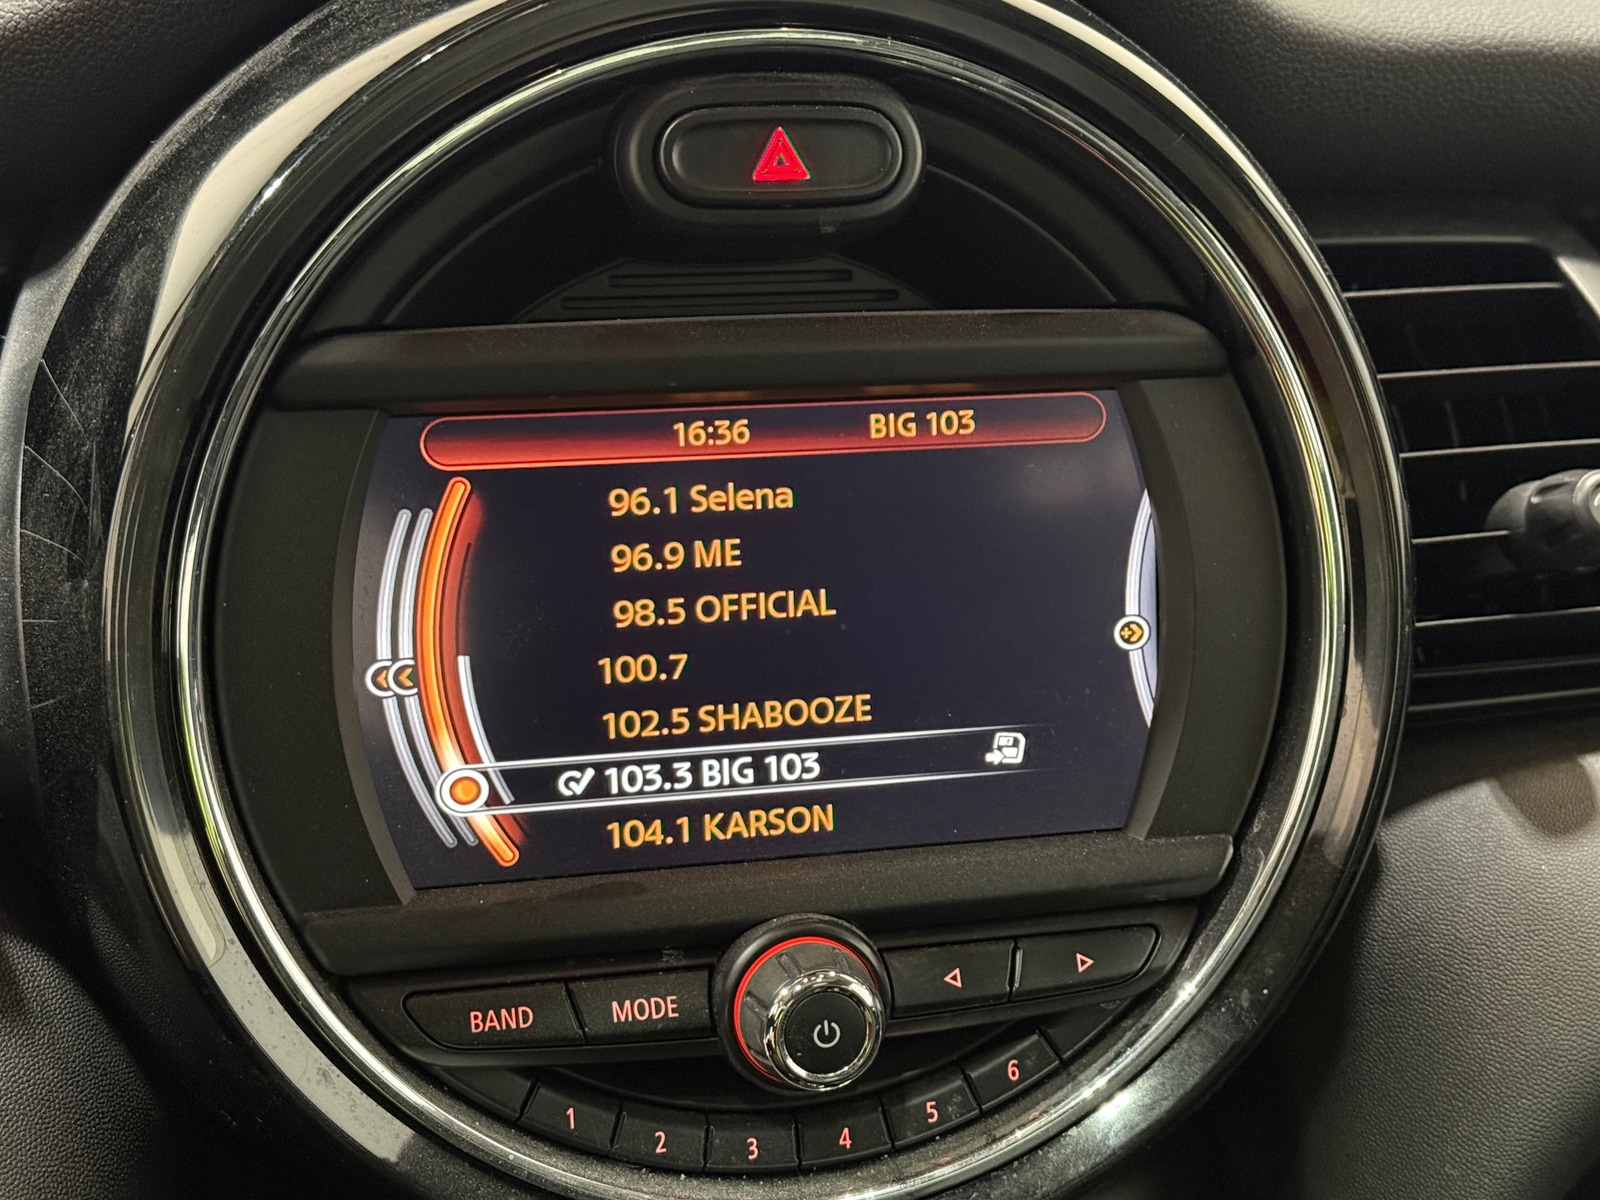 16:36 BIG 103
96.1 Selena
96.9 ME
98.5 OFFICIAL
100.7
102.5 SHABOOZE
103.3 BIG 103
104.1 KARSON
BAND MODE
1 2 3 4 5 6